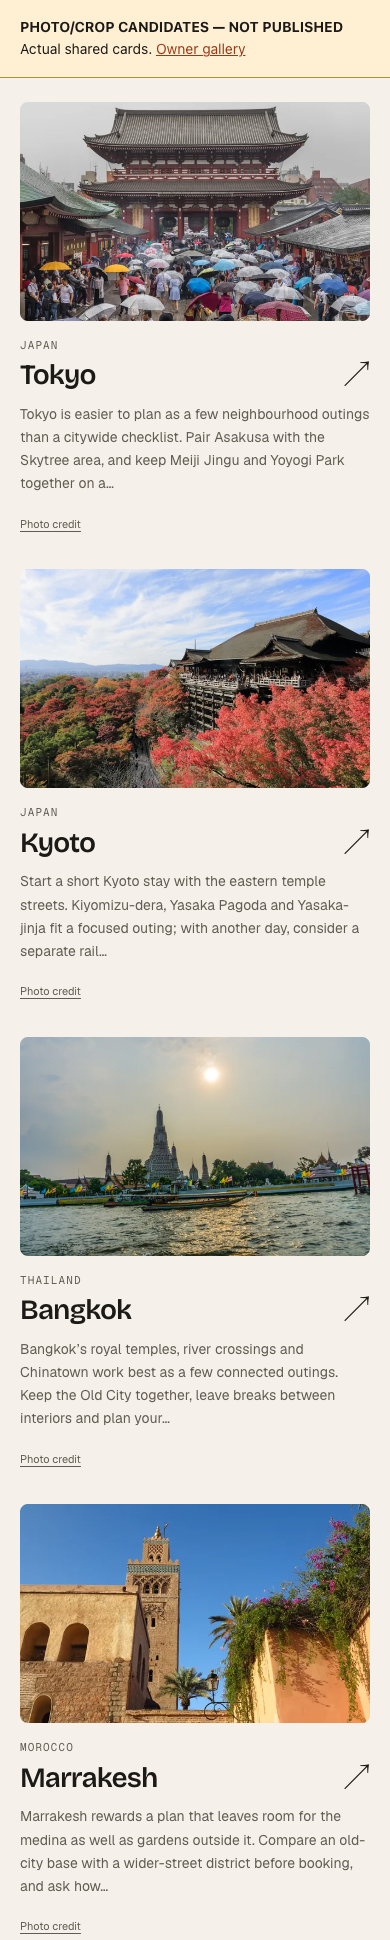 PHOTO/CROP CANDIDATES — NOT PUBLISHED
Actual shared cards. Owner gallery
JAPAN
Tokyo
Tokyo is easier to plan as a few neighbourhood outings
than a citywide checklist. Pair Asakusa with the
Skytree area, and keep Meiji Jingu and Yoyogi Park
together on a…
Photo credit
JAPAN
Kyoto
Start a short Kyoto stay with the eastern temple
streets. Kiyomizu-dera, Yasaka Pagoda and Yasaka-
jinja fit a focused outing; with another day, consider a
separate rail…
Photo credit
THAILAND
Bangkok
Bangkok’s royal temples, river crossings and
Chinatown work best as a few connected outings.
Keep the Old City together, leave breaks between
interiors and plan your…
Photo credit
MOROCCO
Marrakesh
Marrakesh rewards a plan that leaves room for the
medina as well as gardens outside it. Compare an old-
city base with a wider-street district before booking,
and ask how…
Photo credit